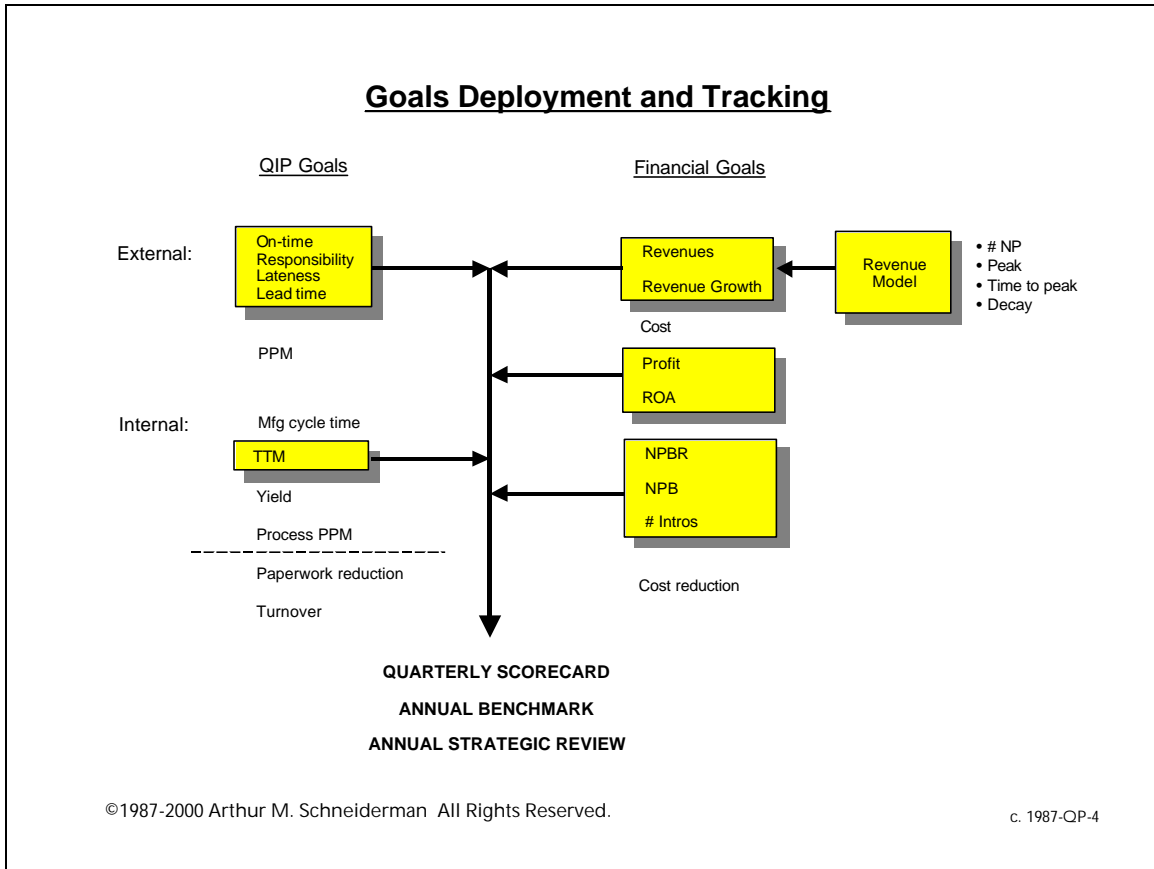 Goals Deployment and Tracking
QIP Goals
Financial Goals
External:
On-time
Responsibility
Lateness
Lead time
PPM
Internal:
Mfg cycle time
TTM
Yield
Process PPM
Paperwork reduction
Turnover
Revenues
Revenue Growth
Cost
Profit
ROA
NPBR
NPB
# Intros
Cost reduction
Revenue
Model
• # NP
• Peak
• Time to peak
• Decay
QUARTERLY SCORECARD
ANNUAL BENCHMARK
ANNUAL STRATEGIC REVIEW
©1987-2000 Arthur M. Schneiderman All Rights Reserved.
c. 1987-QP-4